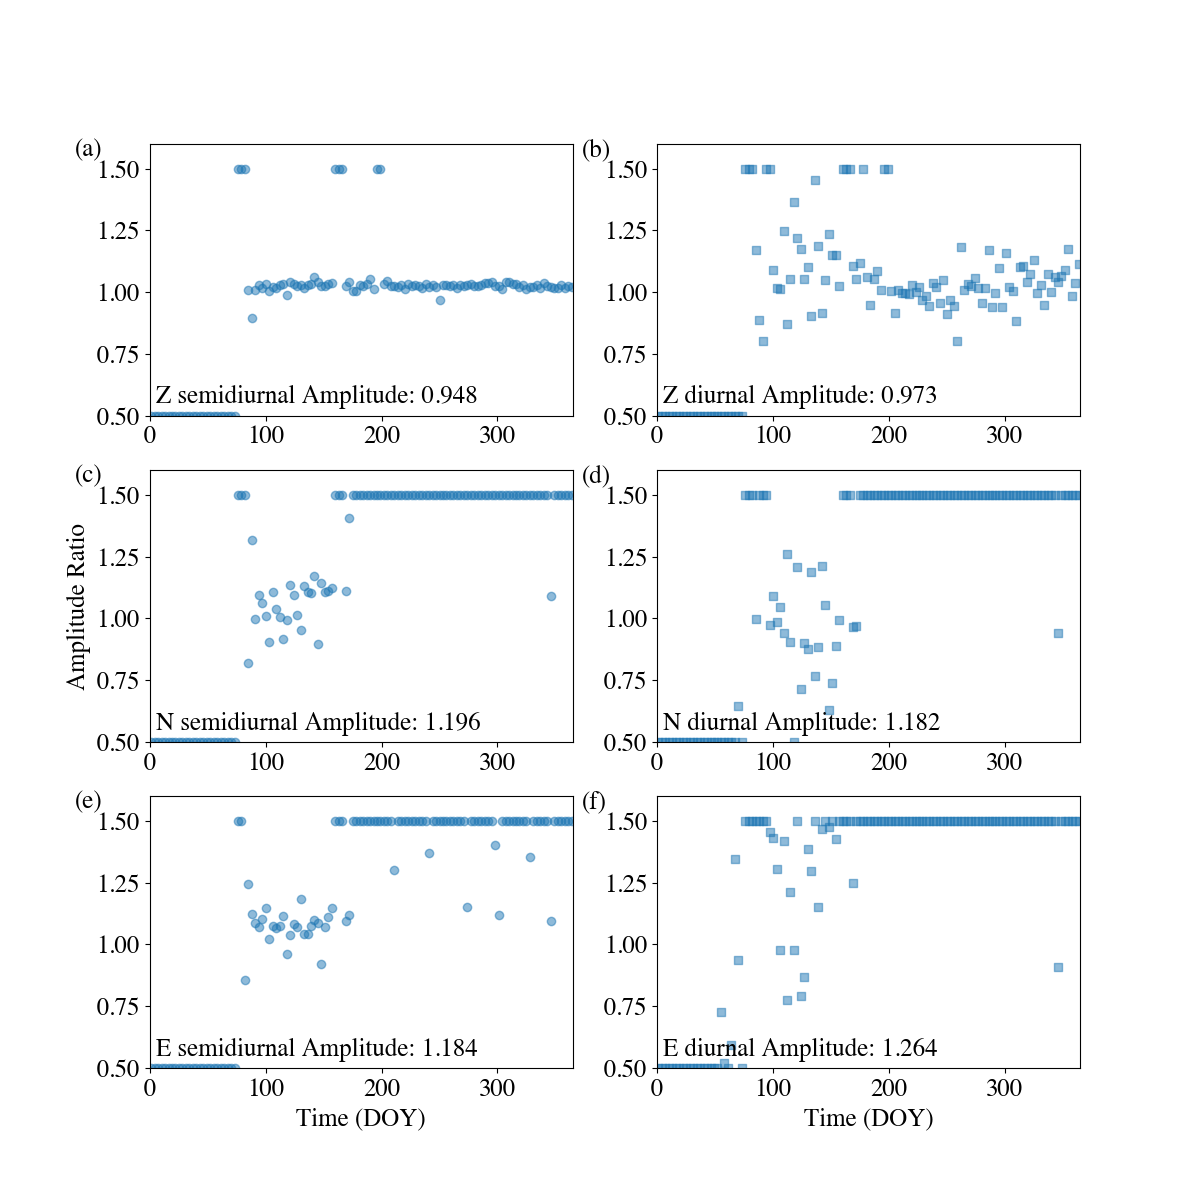 (a)
1.50
1.25
1.00
0.75
0.50
Z semidiurnal Amplitude: 0.948
0 100 200 300
(b)
1.50
1.25
1.00
0.75
0.50
Z diurnal Amplitude: 0.973
0 100 200 300
Amplitude Ratio
(c)
1.50
1.25
1.00
0.75
0.50
N semidiurnal Amplitude: 1.196
0 100 200 300
(d)
1.50
1.25
1.00
0.75
0.50
N diurnal Amplitude: 1.182
0 100 200 300
(e)
1.50
1.25
1.00
0.75
0.50
E semidiurnal Amplitude: 1.184
0 100 200 300
Time (DOY)
(f)
1.50
1.25
1.00
0.75
0.50
E diurnal Amplitude: 1.264
0 100 200 300
Time (DOY)